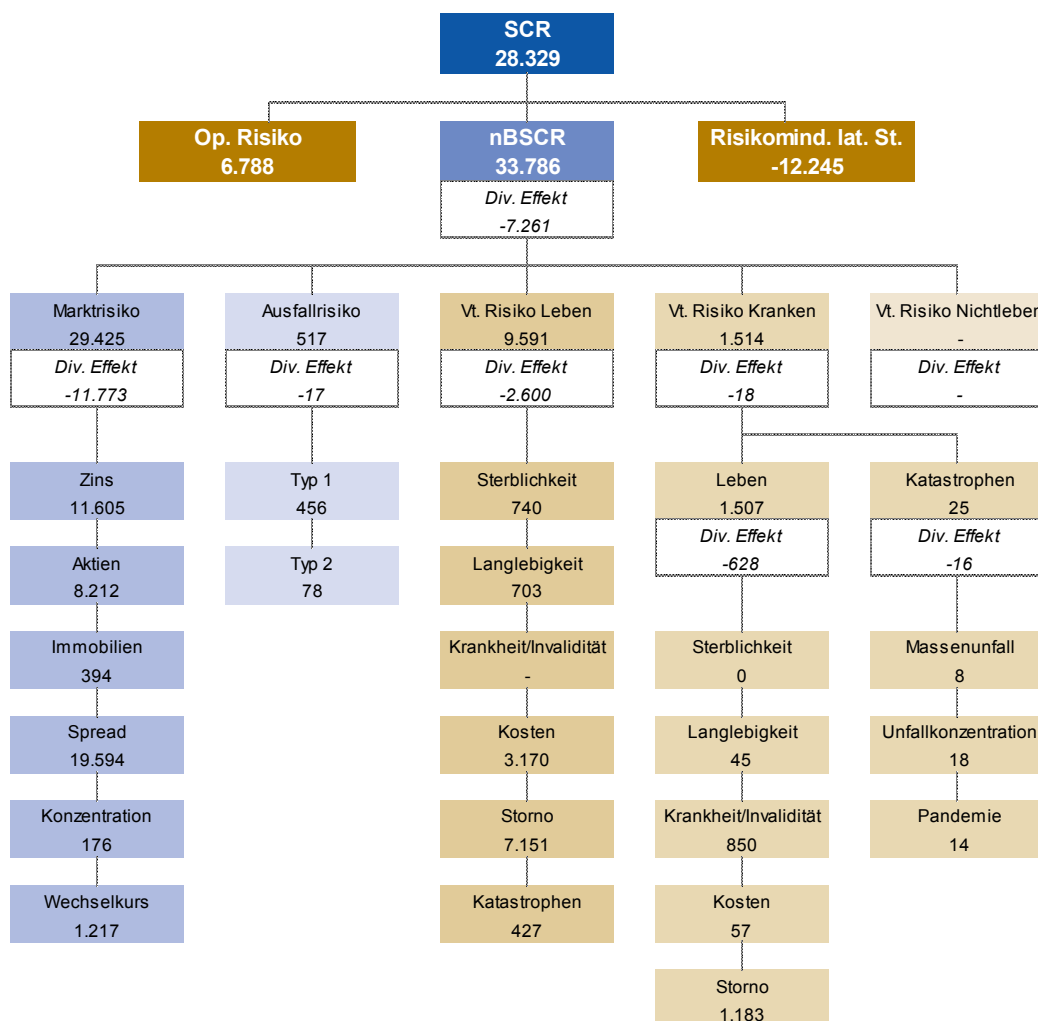 SCR
28.329
Op. Risiko
6.788
nBSCR
33.786
Div. Effekt
-7.261
Risikomind. lat. St.
-12.245
Marktrisiko
29.425
Div. Effekt
-11.773
Ausfallrisiko
517
Div. Effekt
-17
Vt. Risiko Leben
9.591
Div. Effekt
-2.600
Vt. Risiko Kranken
1.514
Div. Effekt
-18
Vt. Risiko Nichtleben
-
Div. Effekt
-
Zins
11.605
Aktien
8.212
Immobilien
394
Spread
19.594
Konzentration
176
Wechselkurs
1.217
Typ 1
456
Typ 2
78
Sterblichkeit
740
Langlebigkeit
703
Krankheit/Invalidität
-
Kosten
3.170
Storno
7.151
Katastrophen
427
Leben
1.507
Div. Effekt
-628
Sterblichkeit
0
Langlebigkeit
45
Krankheit/Invalidität
850
Kosten
57
Storno
1.183
Katastrophen
25
Div. Effekt
-16
Massenunfall
8
Unfallkonzentration
18
Pandemie
14